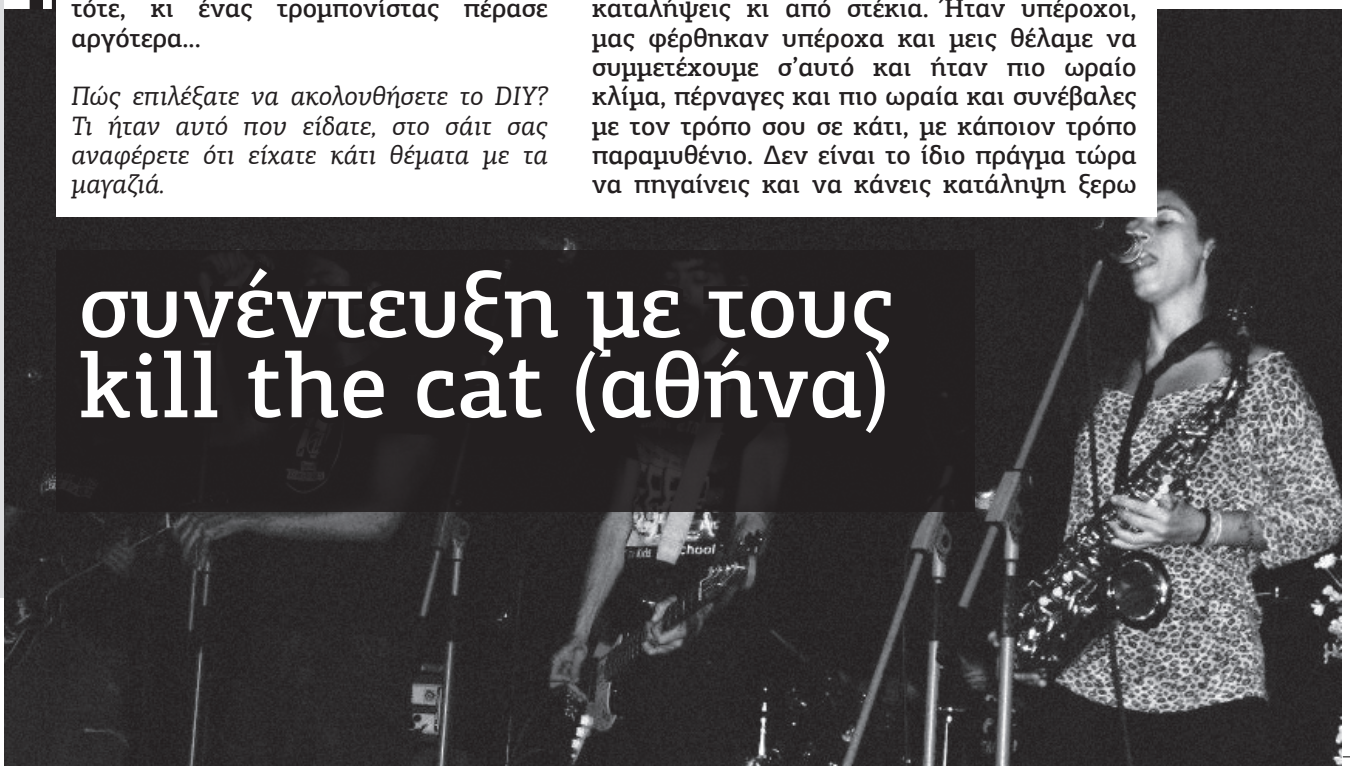 τότε, κι ένας τρομπονίστας πέρασε
αργότερα...
Πώς επιλέξατε να ακολουθήσετε το DIY?
Τι ήταν αυτό που είδατε, στο σάιτ σας
αναφέρετε ότι είχατε κάτι θέματα με τα
μαγαζιά.
καταλήψεις κι από στέκια. Ήταν υπέροχοι,
μας φέρθηκαν υπέροχα και μεις θέλαμε να
συμμετέχουμε σ'αυτό και ήταν πιο ωραίο
κλίμα, πέρναγες και πιο ωραία και συνέβαλες
με τον τρόπο σου σε κάτι, με κάποιον τρόπο
παραμυθένιο. Δεν είναι το ίδιο πράγμα τώρα
να πηγαίνεις και να κάνεις κατάληψη ξερω
συνέντευξη με τους
kill the cat (αθήνα)
chool